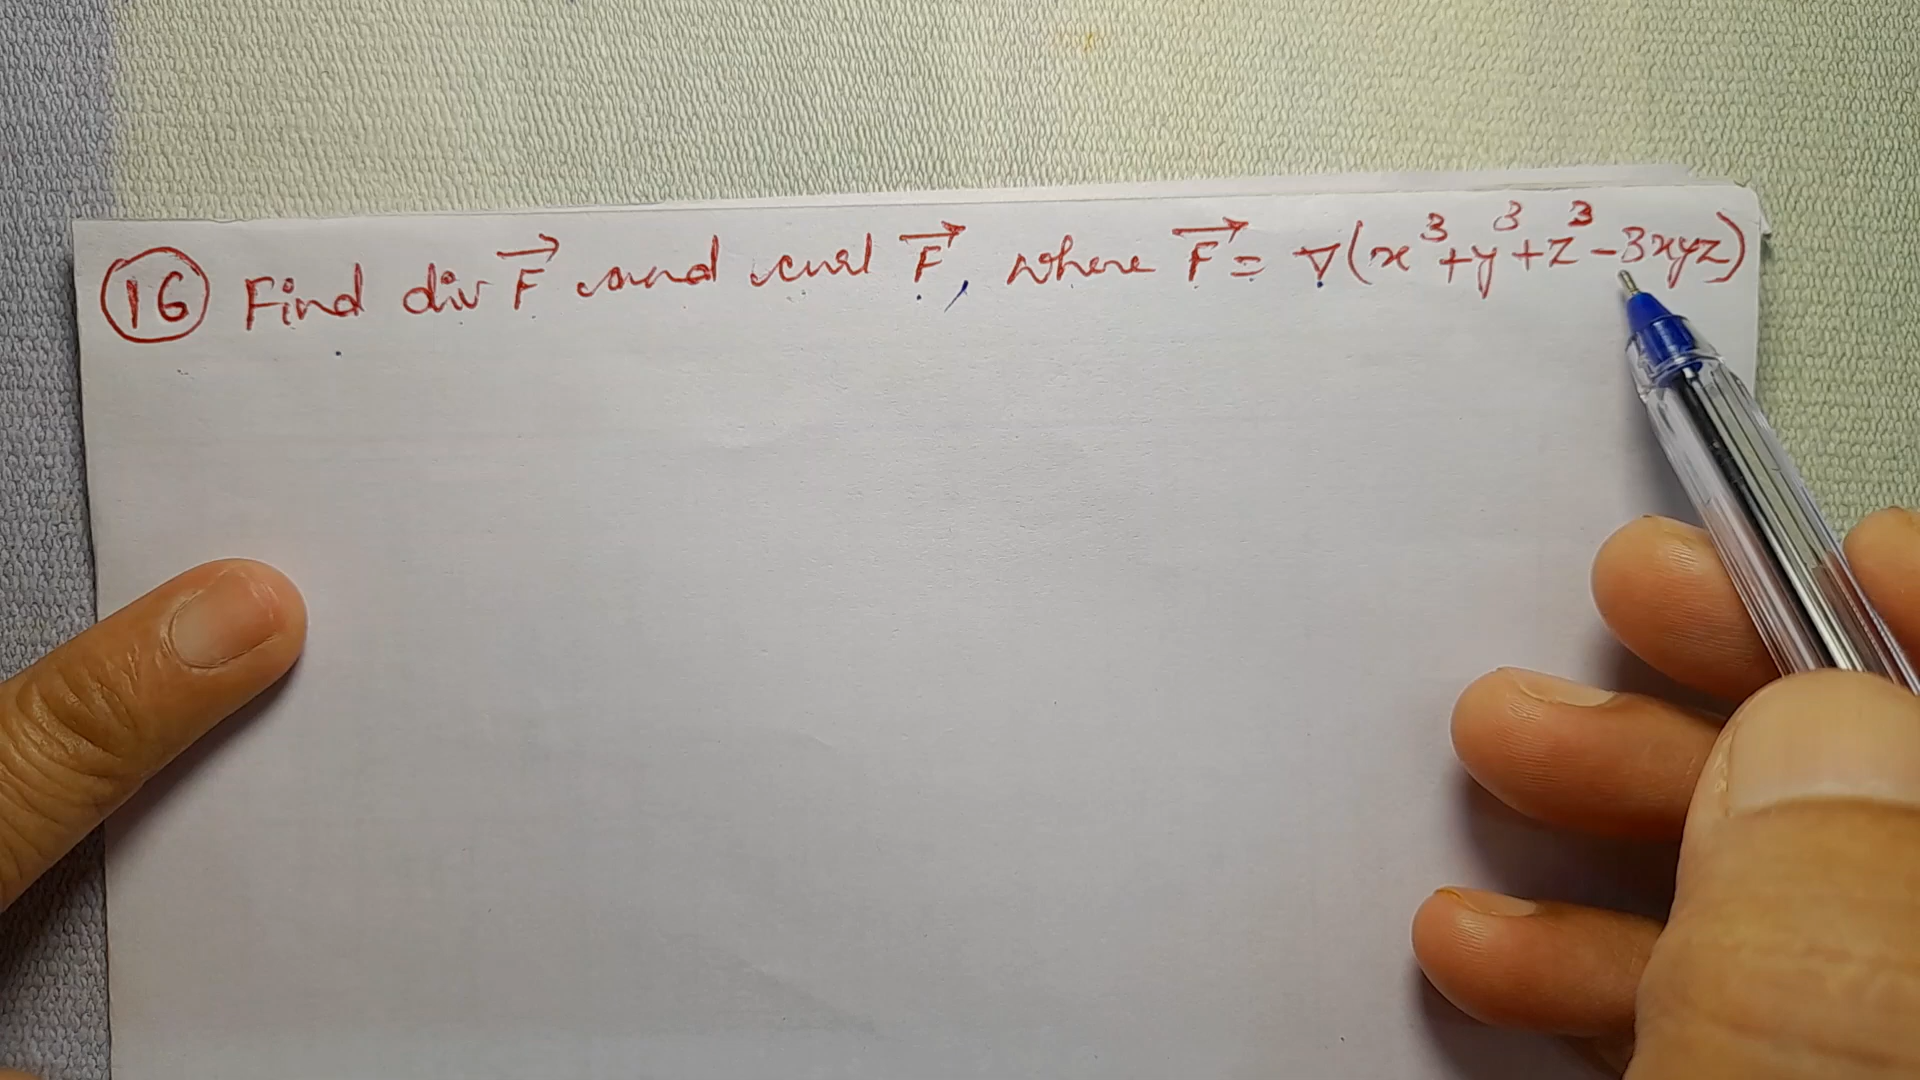 16 Find div F⃗ and curl F⃗, where F⃗ = ∇(x³+y³+z³-3xyz)